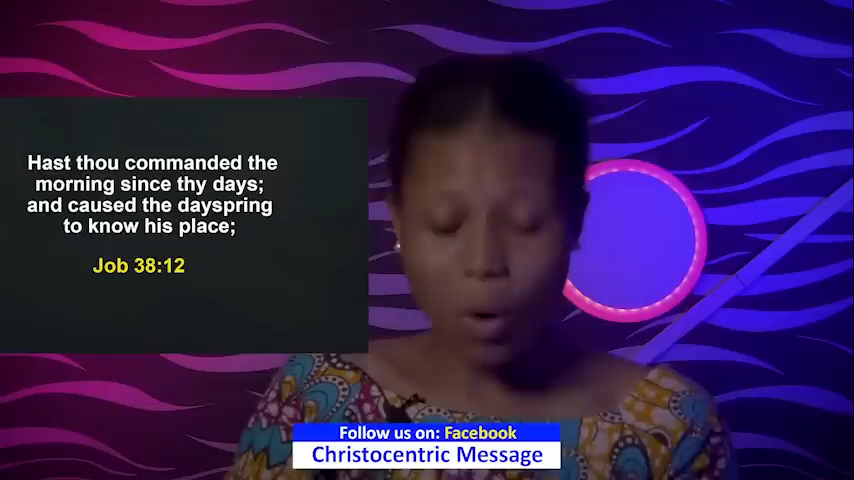 Hast thou commanded the
morning since thy days;
and caused the dayspring
to know his place;
Job 38:12
Follow us on: Facebook
Christocentric Message